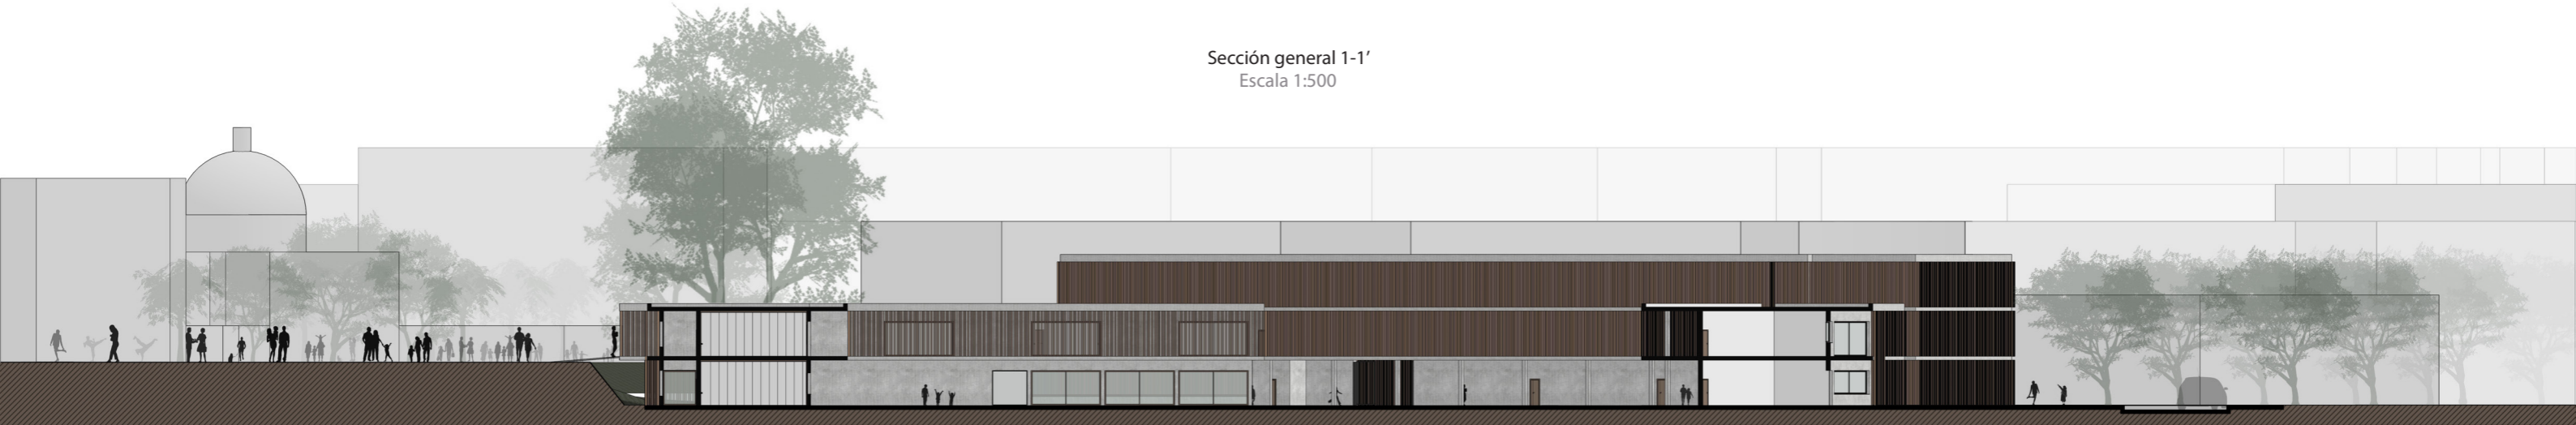 Sección general 1-1’
Escala 1:500